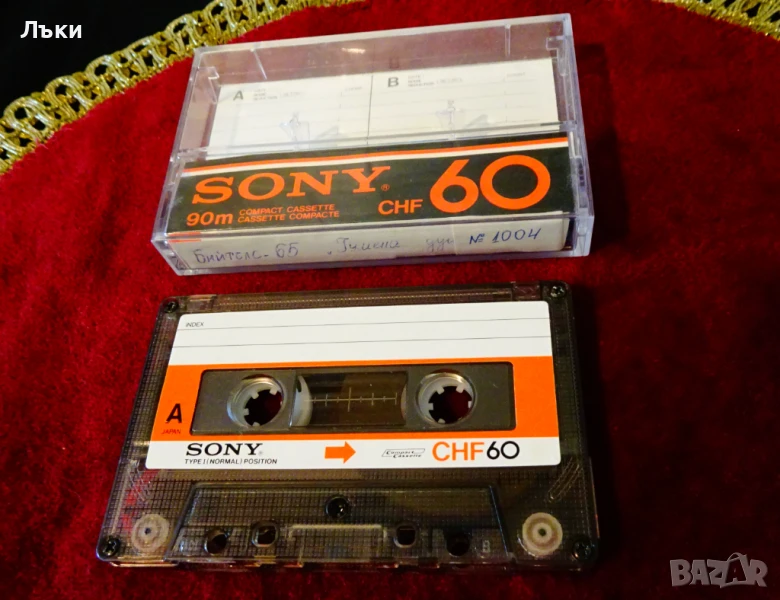 Лъки
A
B
SONY®
CHF 60
90m COMPACT CASSETTE
CASSETTE COMPACTE
Бийтелс-65 № 1004
INDEX
A
JAPAN
SONY
TYPE I (NORMAL) POSITION
Compact Cassette
CHF60
B
BAZAR